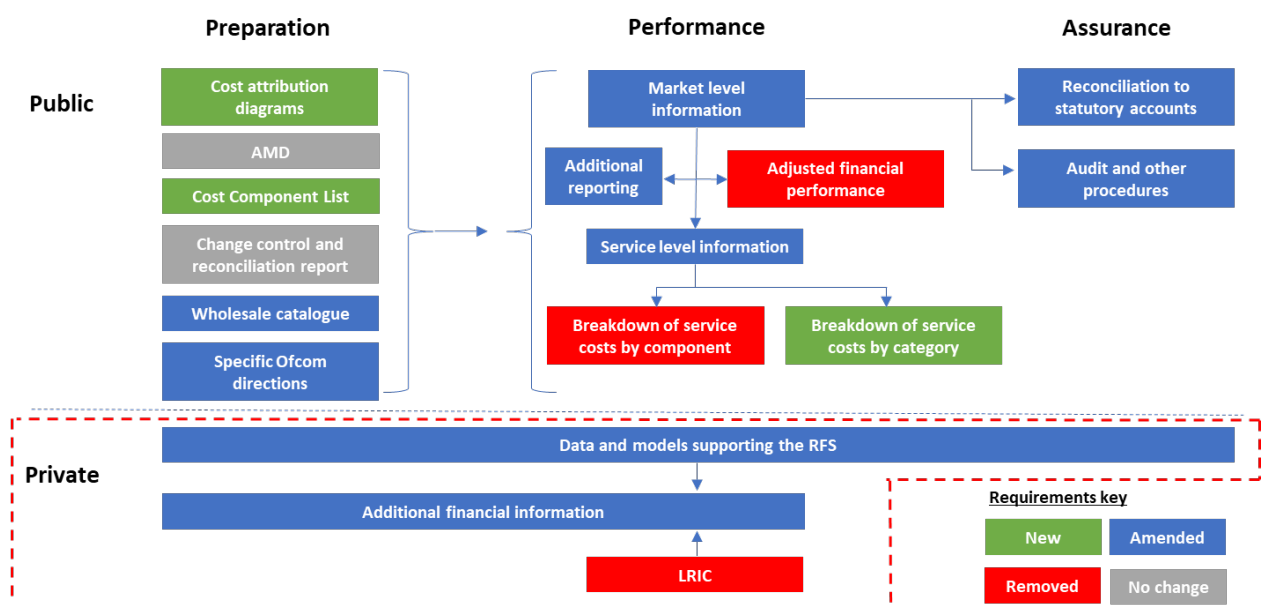 Preparation
Performance
Assurance
Public
Cost attribution
diagrams
AMD
Cost Component List
Change control and
reconciliation report
Wholesale catalogue
Specific Ofcom
directions
Market level
information
Additional
reporting
Adjusted financial
performance
Service level information
Breakdown of service
costs by component
Breakdown of service
costs by category
Reconciliation to
statutory accounts
Audit and other
procedures
Private
Data and models supporting the RFS
Additional financial information
LRIC
Requirements key
New
Amended
Removed
No change